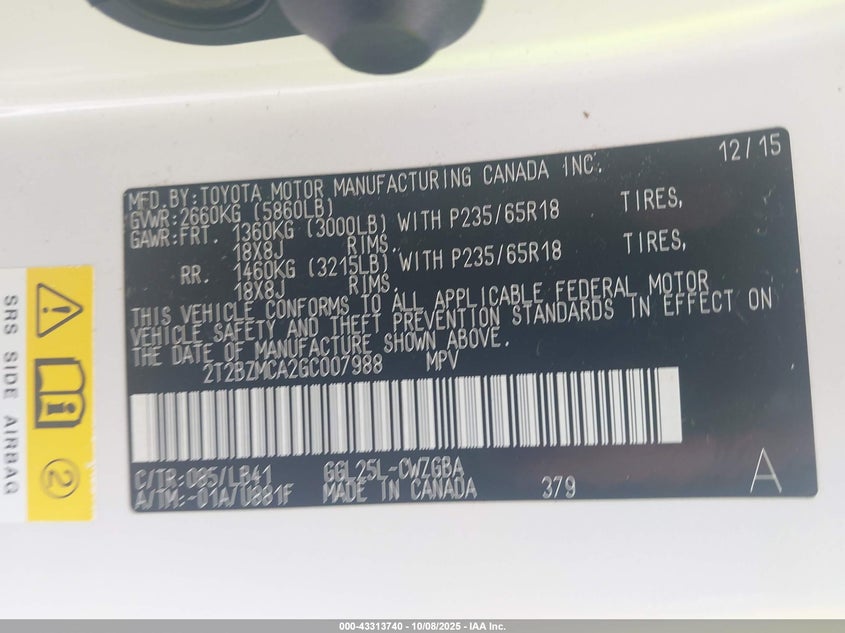 12/15
MFD.BY:TOYOTA MOTOR MANUFACTURING CANADA INC.
GVWR:2660KG (5860LB)
GAWR:FRT. 1360KG (3000LB) WITH P235/65R18 TIRES,
18X8J RIMS.
RR. 1460KG (3215LB) WITH P235/65R18 TIRES,
18X8J RIMS.
THIS VEHICLE CONFORMS TO ALL APPLICABLE FEDERAL MOTOR
VEHICLE SAFETY AND THEFT PREVENTION STANDARDS IN EFFECT ON
THE DATE OF MANUFACTURE SHOWN ABOVE.
2T2BZMCA2GC007988 MPV
C/TR:085/LB41 GGL25L-CWZGBA
A/TM:-01A/U881F MADE IN CANADA 379 A
SRS SIDE AIRBAG
2
000-43313740 - 10/08/2025 - IAA Inc.